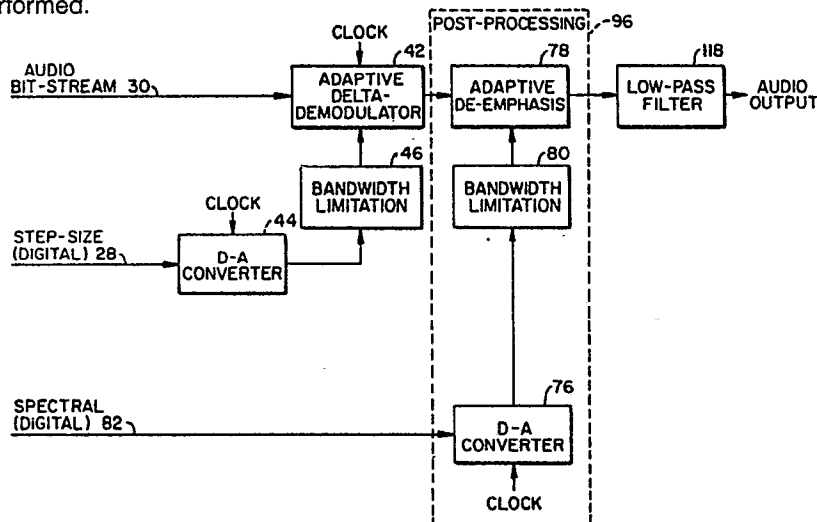 rformed.
POST-PROCESSING 96
CLOCK
42
78
118
AUDIO
BIT-STREAM 30
ADAPTIVE
DELTA-
DEMODULATOR
ADAPTIVE
DE-EMPHASIS
LOW-PASS
FILTER
AUDIO
OUTPUT
46
80
BANDWIDTH
LIMITATION
BANDWIDTH
LIMITATION
CLOCK
44
STEP-SIZE
(DIGITAL) 28
D-A
CONVERTER
76
SPECTRAL
(DIGITAL) 82
D-A
CONVERTER
CLOCK